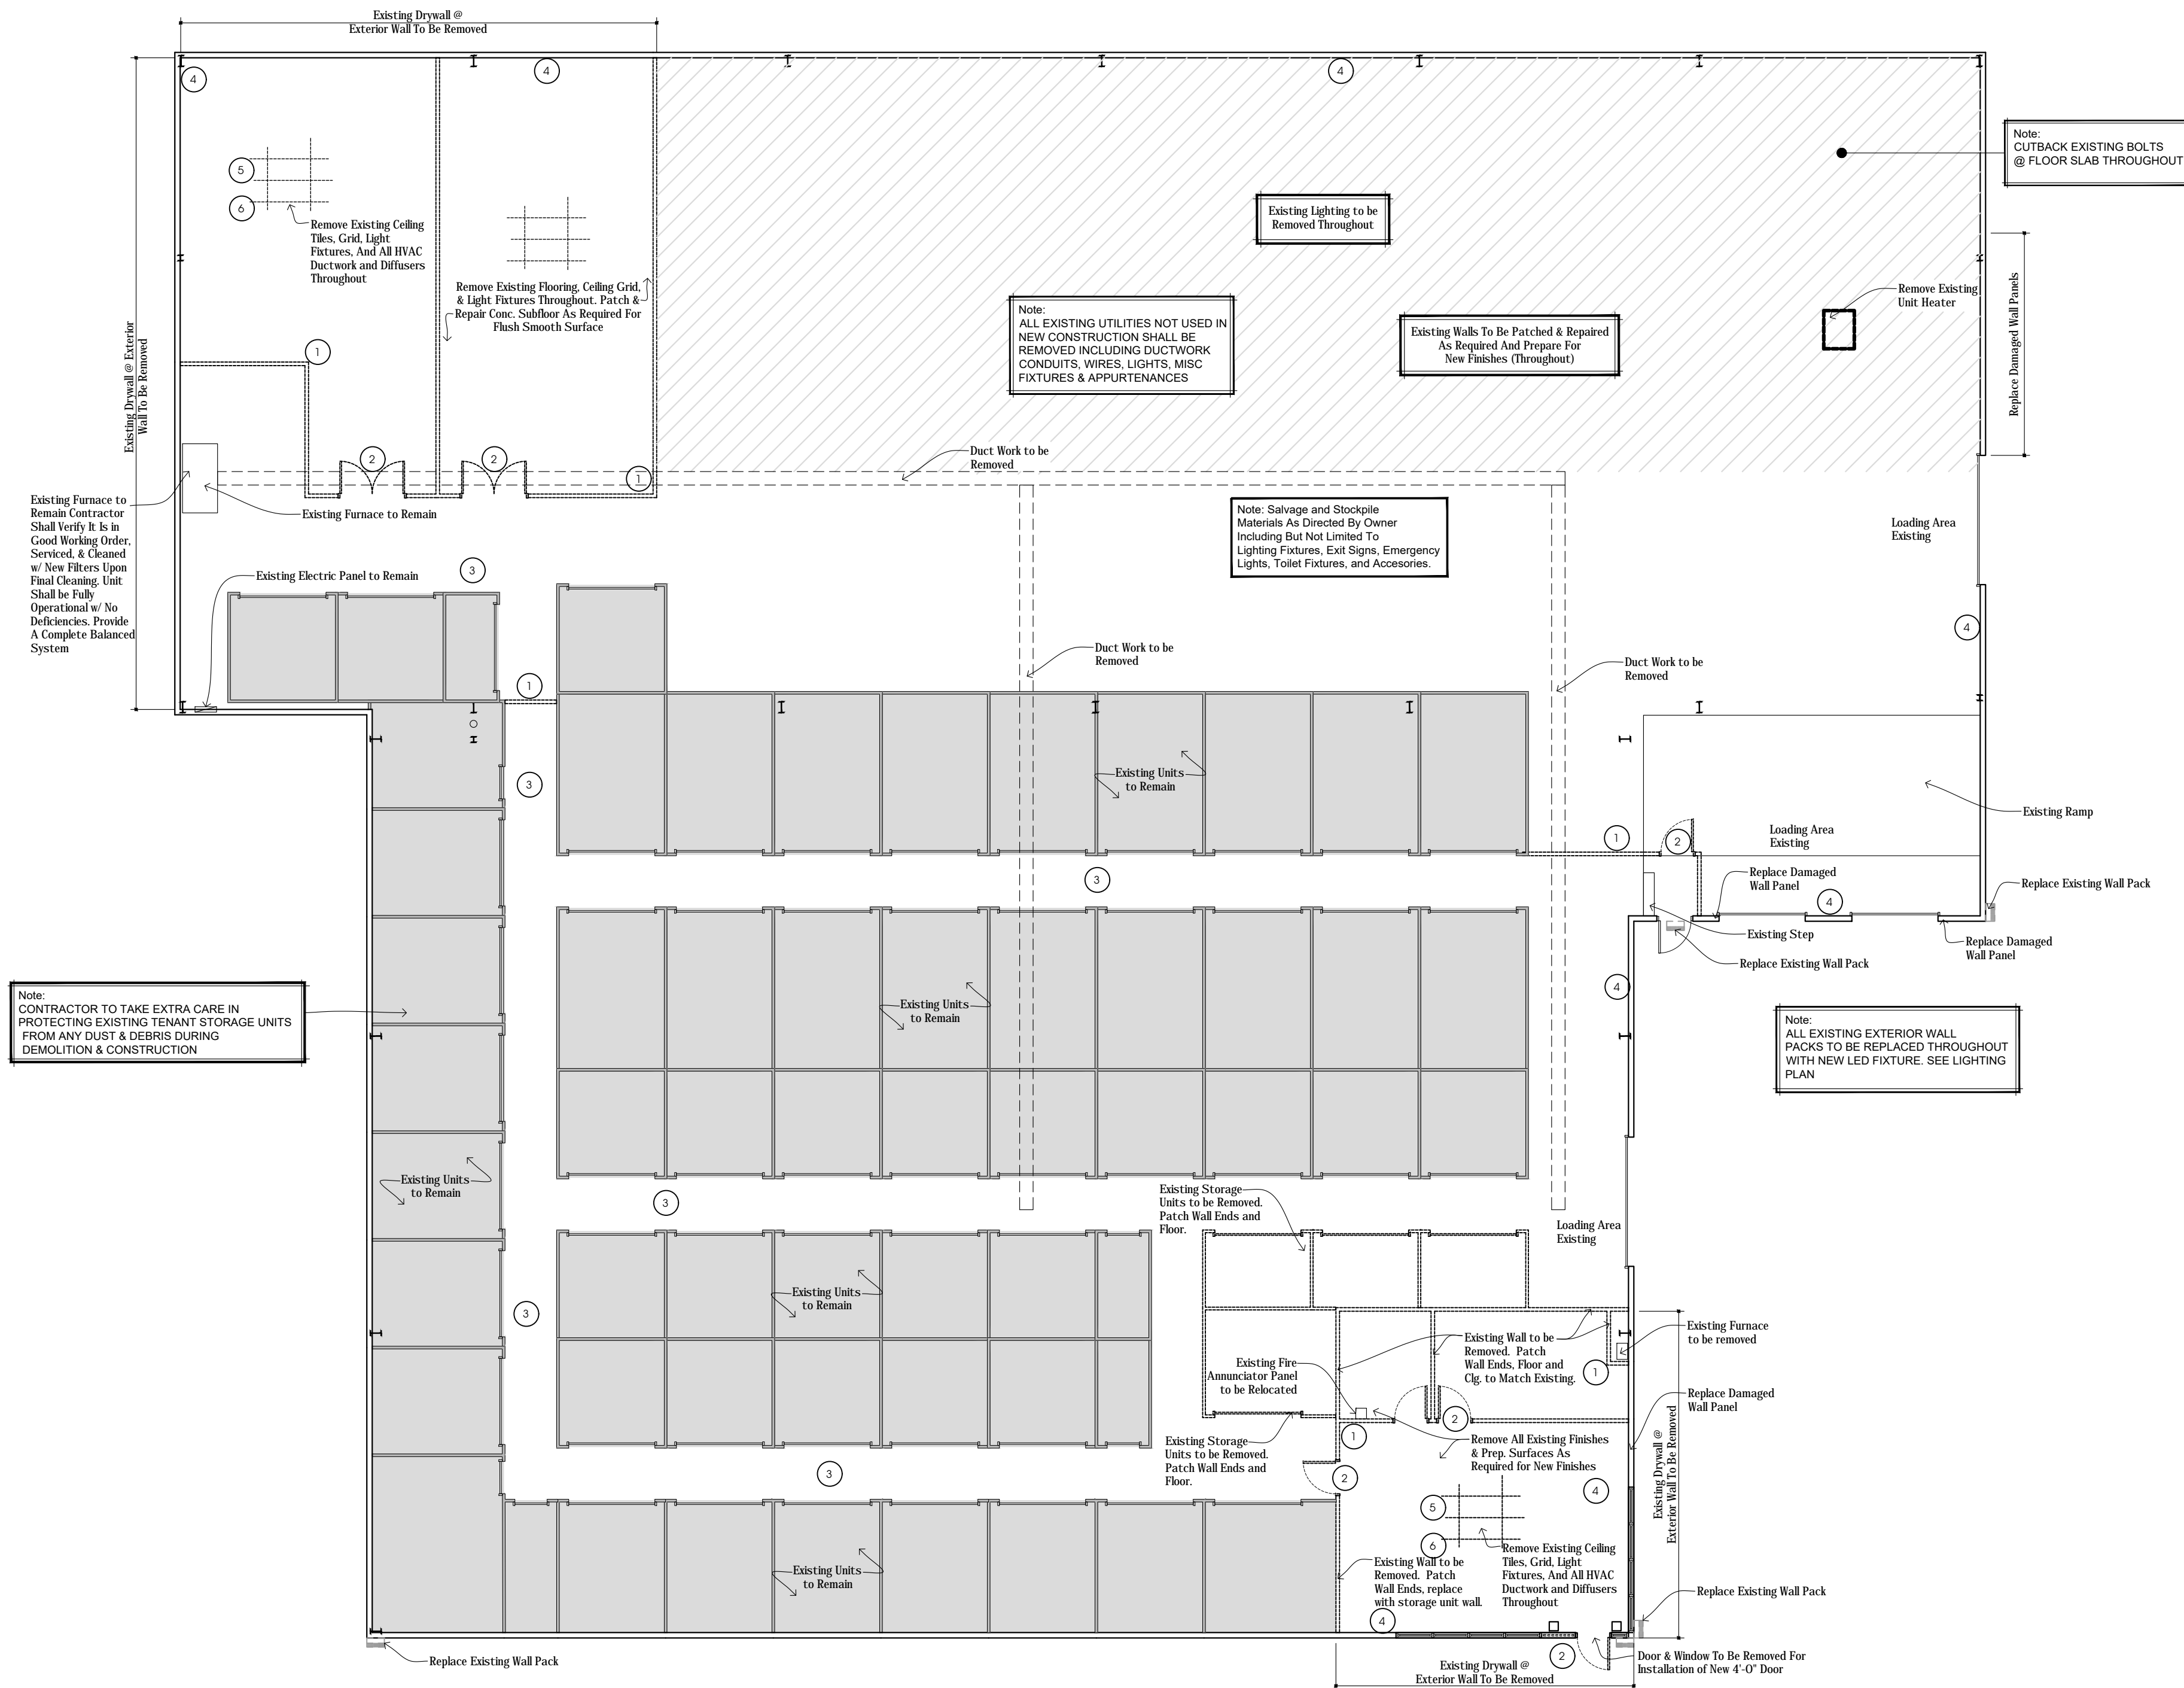 Existing Drywall @
Exterior Wall To Be Removed
4
4
4
Note:
CUTBACK EXISTING BOLTS
@ FLOOR SLAB THROUGHOUT
5
6
Remove Existing Ceiling
Tiles, Grid, Light
Fixtures, And All HVAC
Ductwork and Diffusers
Throughout
Existing Lighting to be
Removed Throughout
Remove Existing Flooring, Ceiling Grid,
& Light Fixtures Throughout. Patch &
Repair Conc. Subfloor As Required For
Flush Smooth Surface
Note:
ALL EXISTING UTILITIES NOT USED IN
NEW CONSTRUCTION SHALL BE
REMOVED INCLUDING DUCTWORK
CONDUITS, WIRES, LIGHTS, MISC
FIXTURES & APPURTENANCES
Existing Walls To Be Patched & Repaired
As Required And Prepare For
New Finishes (Throughout)
Remove Existing
Unit Heater
Replace Damaged Wall Panels
Existing Drywall @ Exterior
Wall To Be Removed
1
2
2
1
Duct Work to be
Removed
Existing Furnace to
Remain Contractor
Shall Verify It Is in
Good Working Order,
Serviced, & Cleaned
w/ New Filters Upon
Final Cleaning. Unit
Shall be Fully
Operational w/ No
Deficiencies. Provide
A Complete Balanced
System
Existing Furnace to Remain
Note: Salvage and Stockpile
Materials As Directed By Owner
Including But Not Limited To
Lighting Fixtures, Exit Signs, Emergency
Lights, Toilet Fixtures, and Accesories.
Loading Area
Existing
Existing Electric Panel to Remain
3
4
Duct Work to be
Removed
Duct Work to be
Removed
1
3
Existing Units
to Remain
Existing Ramp
1
2
Loading Area
Existing
3
Replace Damaged
Wall Panel
4
Replace Existing Wall Pack
Existing Step
Replace Existing Wall Pack
Replace Damaged
Wall Panel
4
Note:
CONTRACTOR TO TAKE EXTRA CARE IN
PROTECTING EXISTING TENANT STORAGE UNITS
FROM ANY DUST & DEBRIS DURING
DEMOLITION & CONSTRUCTION
Existing Units
to Remain
Note:
ALL EXISTING EXTERIOR WALL
PACKS TO BE REPLACED THROUGHOUT
WITH NEW LED FIXTURE. SEE LIGHTING
PLAN
Existing Units
to Remain
3
Existing Storage
Units to be Removed.
Patch Wall Ends and
Floor.
Loading Area
Existing
3
Existing Units
to Remain
Existing Wall to be
Removed. Patch
Wall Ends, Floor and
Clg. to Match Existing.
Existing Furnace
to be removed
1
Existing Fire
Annunciator Panel
to be Relocated
Replace Damaged
Wall Panel
2
1
Existing Storage
Units to be Removed.
Patch Wall Ends and
Floor.
Remove All Existing Finishes
& Prep. Surfaces As
Required for New Finishes
Existing Drywall @
Exterior Wall To Be Removed
3
2
4
5
6
Existing Wall to be
Removed. Patch
Wall Ends, replace
with storage unit wall.
Remove Existing Ceiling
Tiles, Grid, Light
Fixtures, And All HVAC
Ductwork and Diffusers
Throughout
Existing Units
to Remain
Replace Existing Wall Pack
4
2
Replace Existing Wall Pack
Door & Window To Be Removed For
Installation of New 4'-0" Door
Existing Drywall @
Exterior Wall To Be Removed